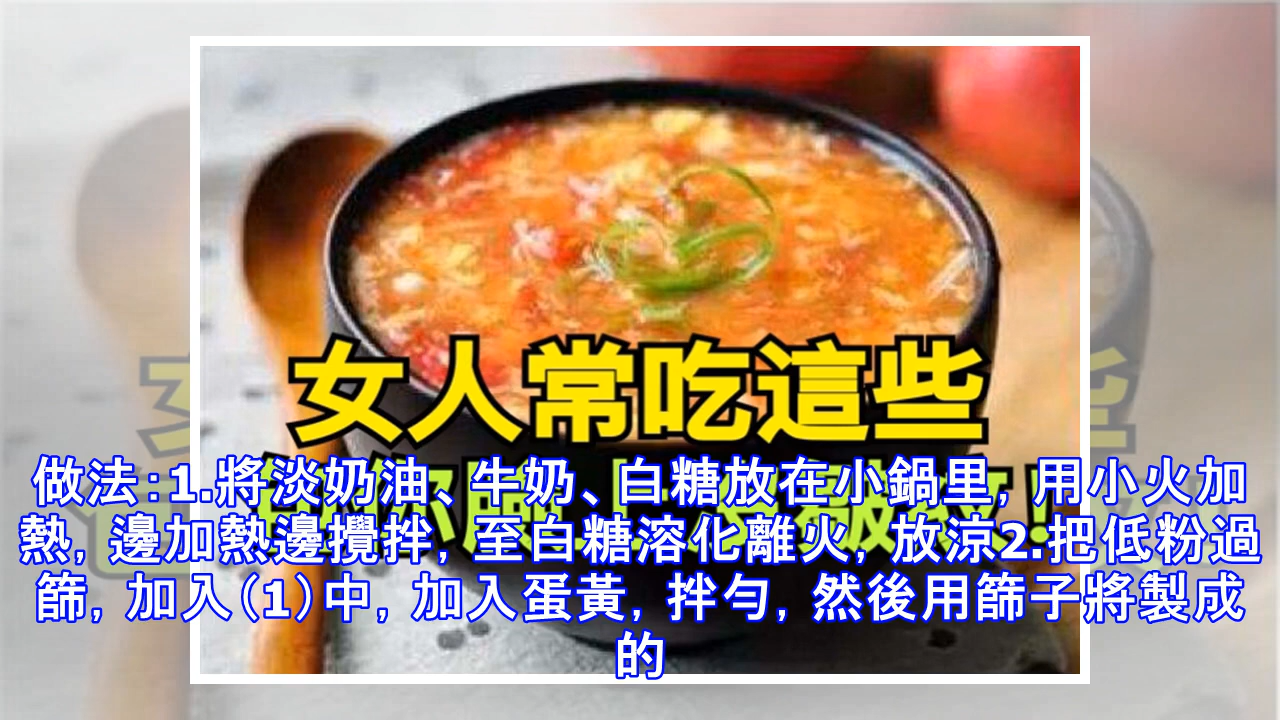 女人常吃這些
做法:1.將淡奶油、牛奶、白糖放在小鍋里, 用小火加
熱, 邊加熱邊攪拌, 至白糖溶化離火, 放涼2.把低粉過
篩, 加入(1)中, 加入蛋黃, 拌勻, 然後用篩子將製成
的